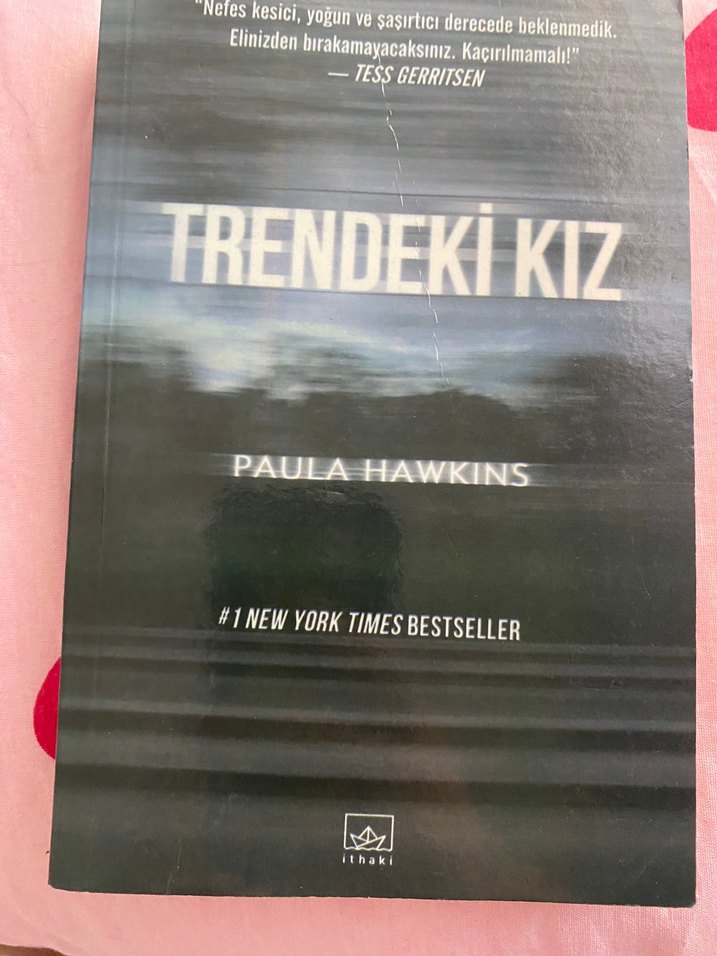 "Nefes kesici, yoğun ve şaşırtıcı derecede beklenmedik.
Elinizden bırakamayacaksınız. Kaçırılmamalı!"
— TESS GERRITSEN
TRENDEKİ KIZ
PAULA HAWKINS
#1 NEW YORK TIMES BESTSELLER
ithaki